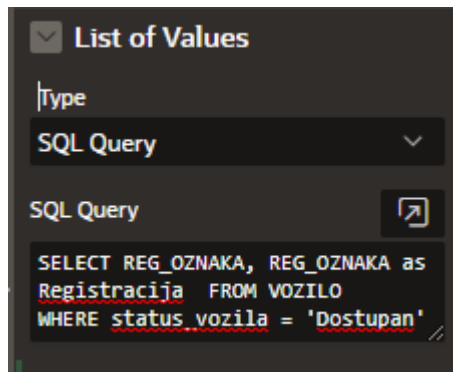 List of Values
Type
SQL Query
SQL Query
SELECT REG_OZNAKA, REG_OZNAKA as
Registracija  FROM VOZILO
WHERE status_vozila = 'Dostupan'